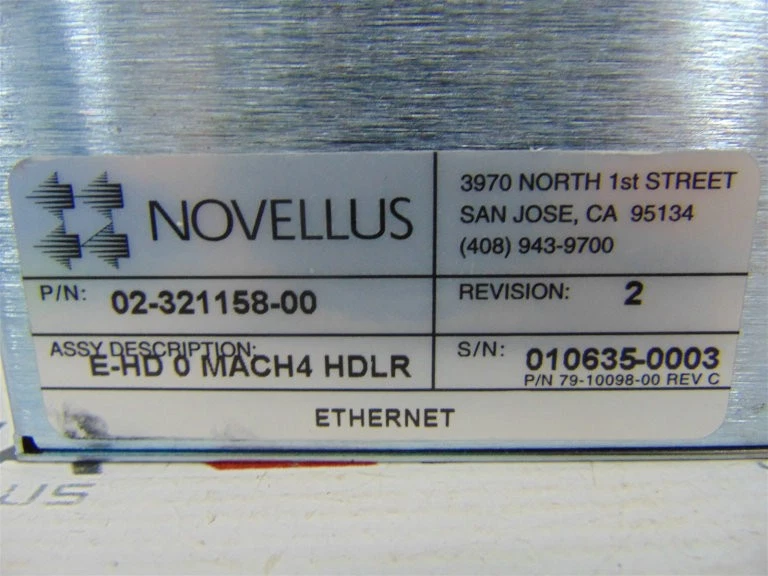 NOVELLUS
3970 NORTH 1st STREET
SAN JOSE, CA 95134
(408) 943-9700
P/N: 02-321158-00
REVISION: 2
ASSY DESCRIPTION:
E-HD 0 MACH4 HDLR
S/N: 010635-0003
P/N 79-10098-00 REV C
ETHERNET
US